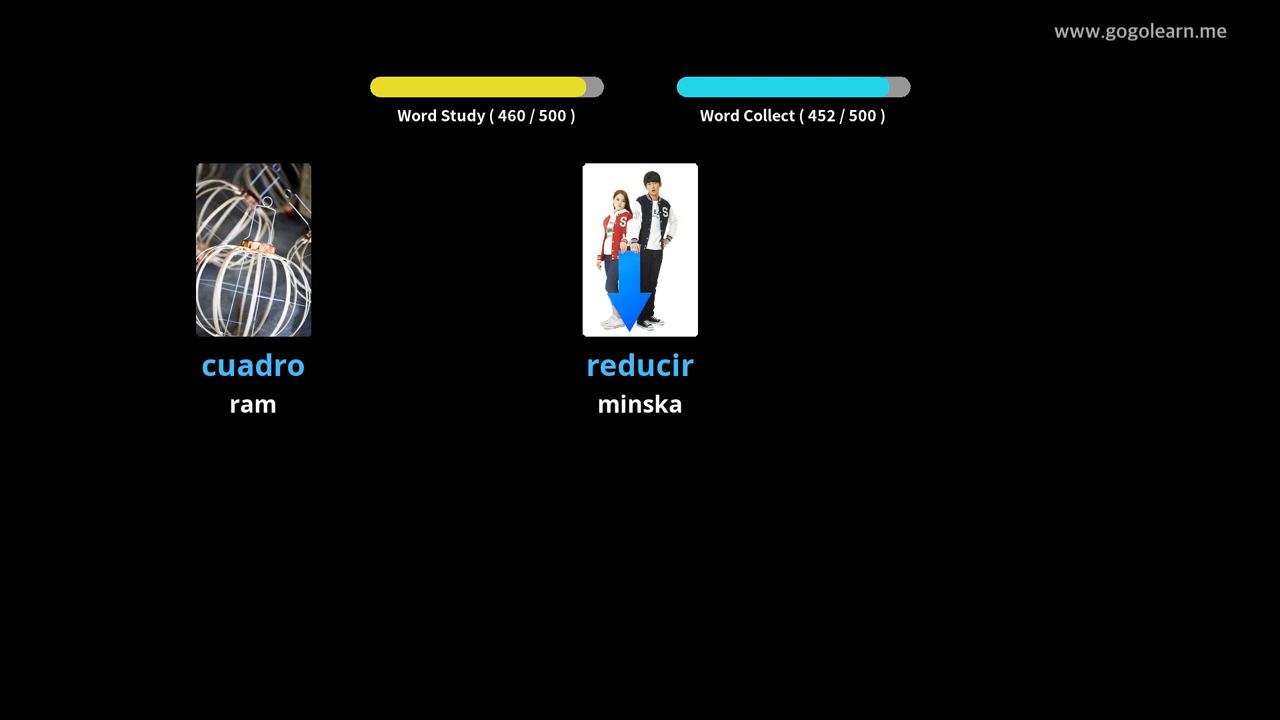 www.gogolearn.me
Word Study ( 460 / 500 )
Word Collect ( 452 / 500 )
S
S
cuadro
reducir
ram
minska